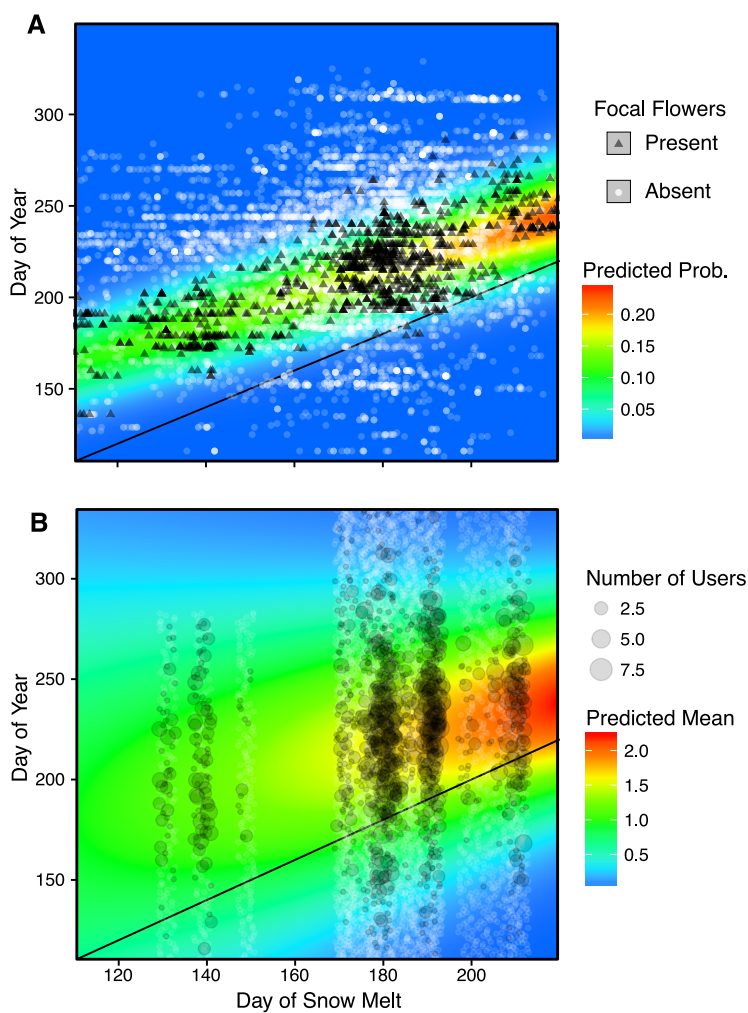 A
Day of Year
300
250
200
150
Focal Flowers
Present
Absent
Predicted Prob.
0.20
0.15
0.10
0.05
B
Day of Year
300
250
200
150
120
140
160
180
200
Day of Snow Melt
Number of Users
2.5
5.0
7.5
Predicted Mean
2.0
1.5
1.0
0.5